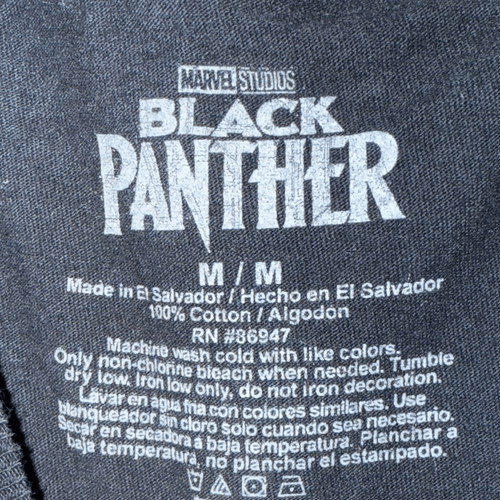 MARVEL STUDIOS
BLACK
PANTHER
M / M
Made in El Salvador / Hecho en El Salvador
100% Cotton / Algodon
RN #86947
Machine wash cold with like colors.
Only non-chlorine bleach when needed. Tumble
dry low. Iron low only, do not iron decoration.
Lavar en agua fria con colores similares. Use
blanqueador sin cloro solo cuando sea necesario.
Secar en secadora a baja temperatura. Planchar a
baja temperatura, no planchar el estampado.